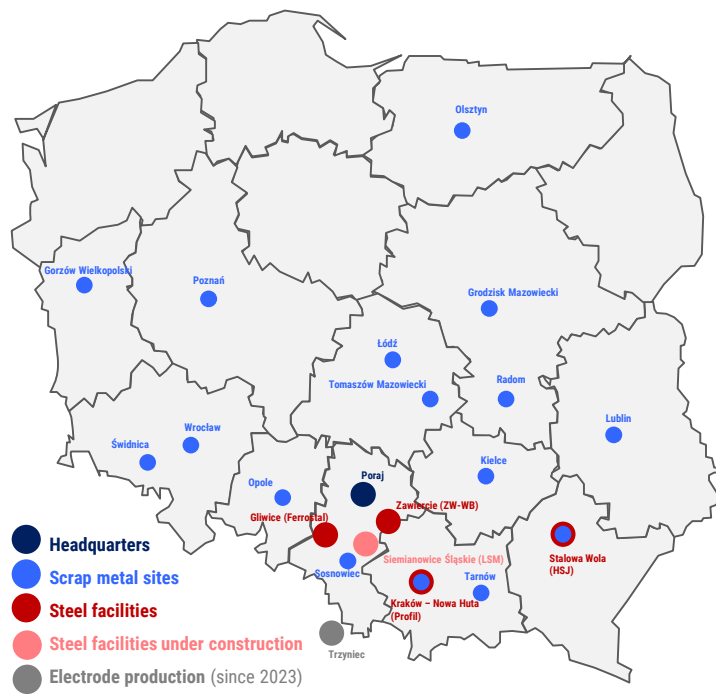 Olsztyn
Gorzów Wielkopolski
Poznań
Grodzisk Mazowiecki
Łódź
Tomaszów Mazowiecki
Radom
Lublin
Wrocław
Świdnica
Kielce
Poraj
Opole
Zawiercie (ZW-WB)
Gliwice (Ferrostal)
Siemianowice Śląskie (LSM)
Stalowa Wola
(HSJ)
Sosnowiec
Tarnów
Kraków – Nowa Huta
(Profil)
Trzyniec
Headquarters
Scrap metal sites
Steel facilities
Steel facilities under construction
Electrode production (since 2023)